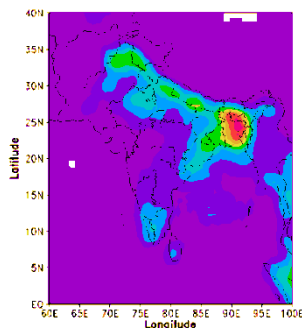 40N
35N
30N
25N
20N
15N
10N
5N
EQ
60E 65E 70E 75E 80E 85E 90E 95E 100E
Latitude
Longitude